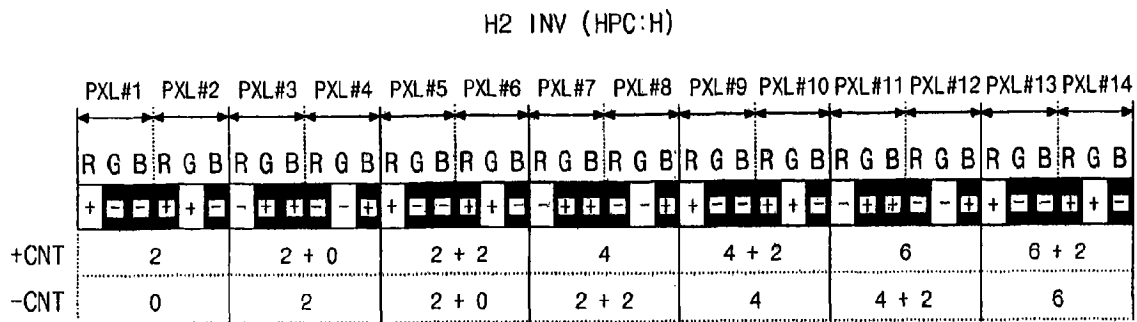 H2 INV (HPC:H)
PXL#1 PXL#2 PXL#3 PXL#4 PXL#5 PXL#6 PXL#7 PXL#8 PXL#9 PXL#10 PXL#11 PXL#12 PXL#13 PXL#14
R G B R G B R G B R G B R G B R G B R G B R G B R G B R G B R G B R G B R G B R G B
+ - - + + - - + + - - + + - - + + - - + + - - + + - - + + - - + + - - + + - - + + -
+CNT 2 2 + 0 2 + 2 4 4 + 2 6 6 + 2
-CNT 0 2 2 + 0 2 + 2 4 4 + 2 6